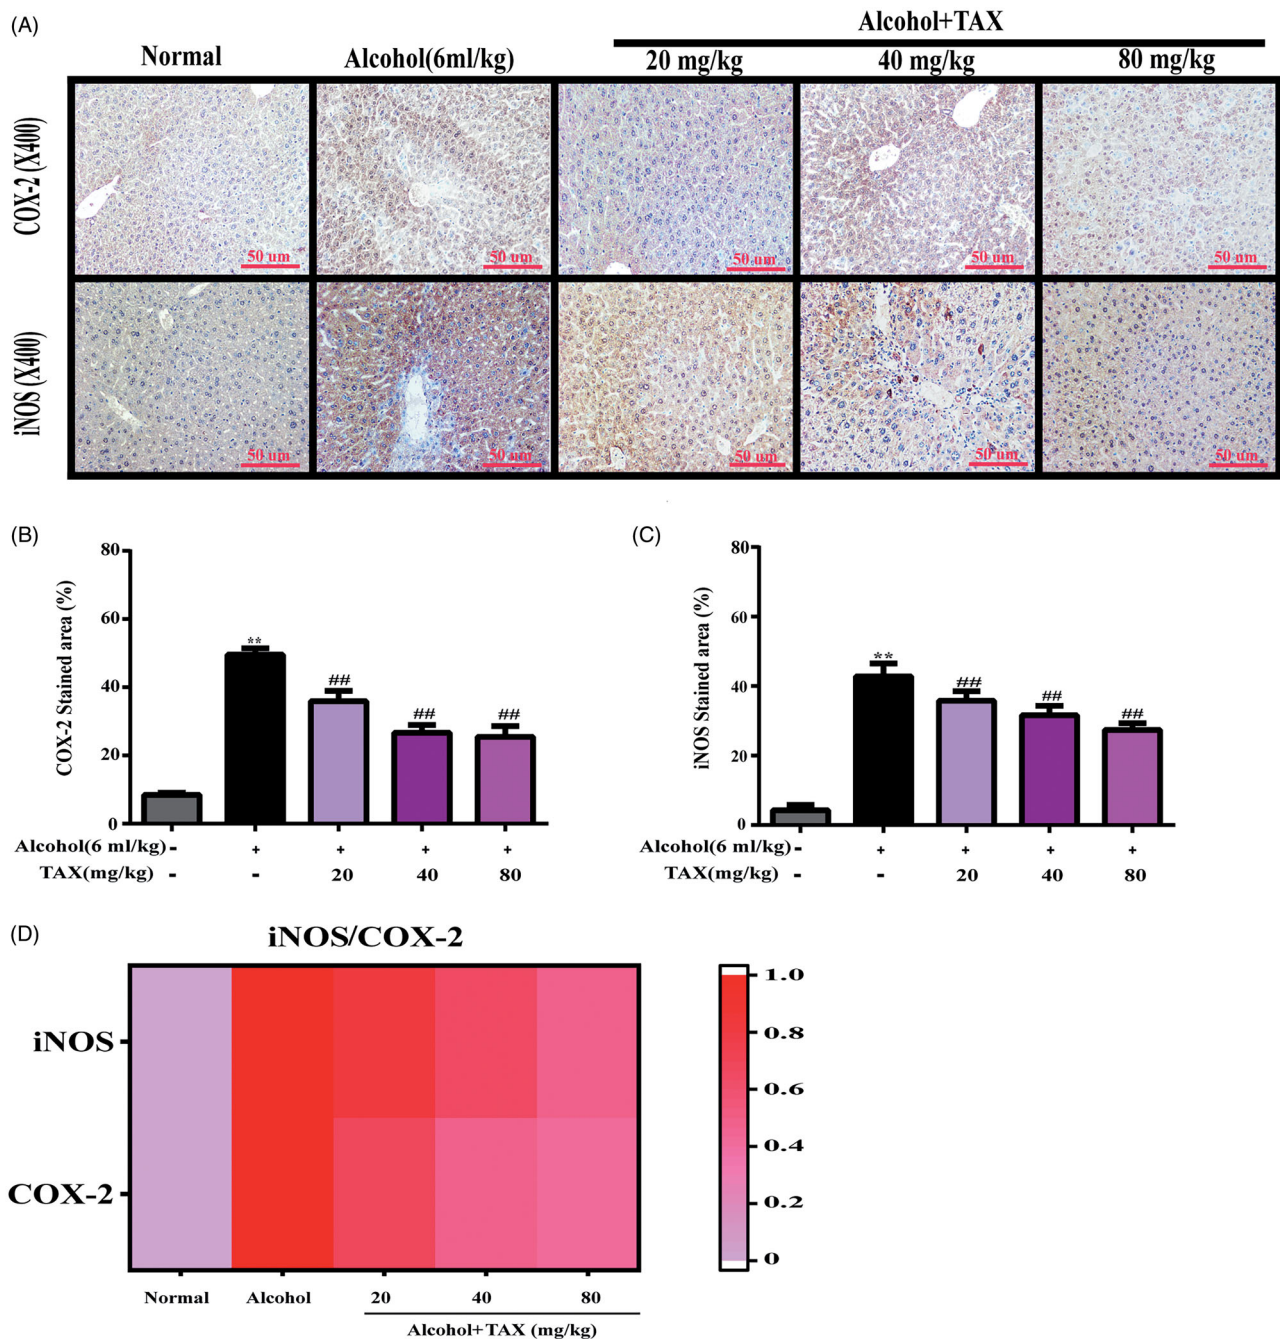 (A)
Alcohol+TAX
Normal
Alcohol(6ml/kg)
20 mg/kg
40 mg/kg
80 mg/kg
COX-2 (X400)
50 um
50 um
50 um
50 um
50 um
iNOS (X400)
50 um
50 um
50 um
50 um
50 um
(B)
COX-2 Stained area (%)
80
60
40
20
0
**
##
##
##
Alcohol(6 ml/kg) - + + + +
TAX(mg/kg) - - 20 40 80
(C)
iNOS Stained area (%)
80
60
40
20
0
**
##
##
##
Alcohol(6 ml/kg) - + + + +
TAX(mg/kg) - - 20 40 80
(D)
iNOS/COX-2
iNOS
COX-2
Normal
Alcohol
20
40
80
Alcohol+TAX (mg/kg)
1.0
0.8
0.6
0.4
0.2
0